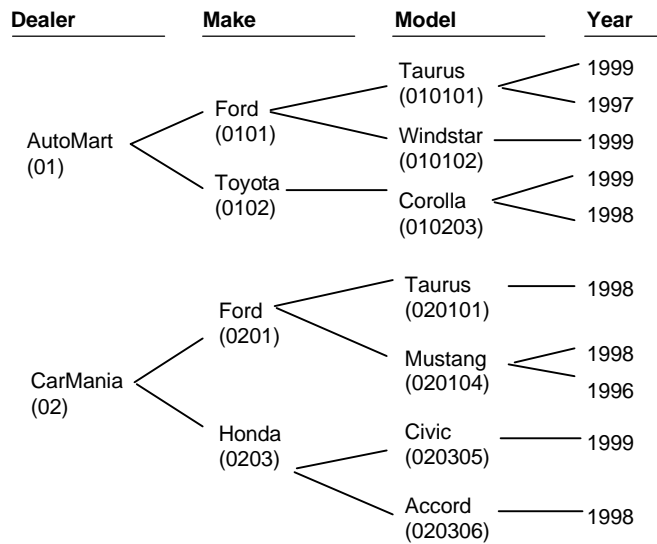 Dealer Make Model Year
Taurus
(010101)
1999
1997
Ford
(0101)
Windstar
(010102)
1999
AutoMart
(01)
Toyota
(0102)
Corolla
(010203)
1999
1998
Taurus
(020101)
1998
Ford
(0201)
Mustang
(020104)
1998
1996
CarMania
(02)
Honda
(0203)
Civic
(020305)
1999
Accord
(020306)
1998